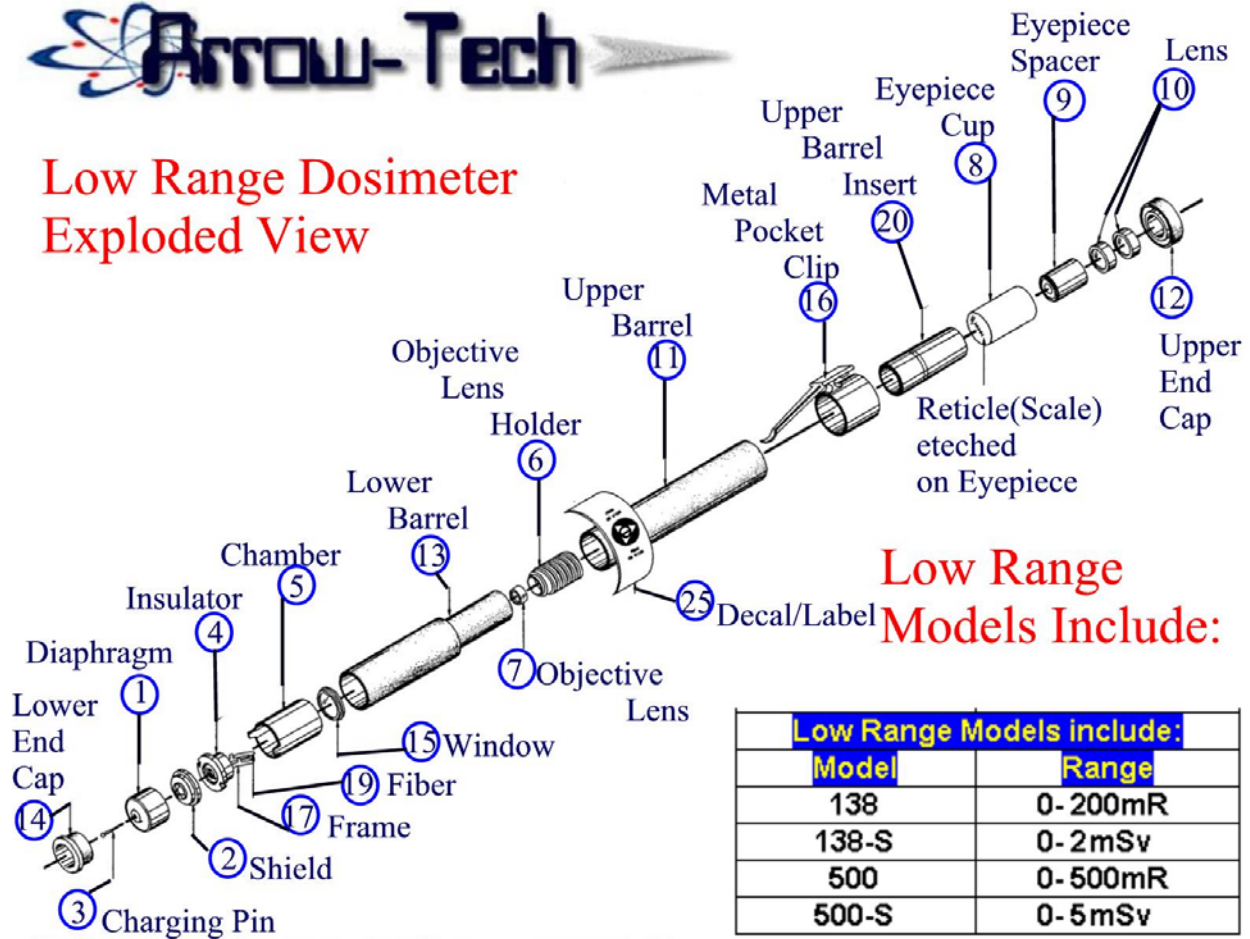 Arrow-Tech
Low Range Dosimeter
Exploded View
Eyepiece
Spacer
9
Lens
10
Eyepiece
Cup
8
Upper
Barrel
Insert
20
Metal
Pocket
Clip
16
12
Upper
End
Cap
Reticle(Scale)
eteched
on Eyepiece
Upper
Barrel
11
Objective
Lens
Holder
6
Lower
Barrel
13
Chamber
5
Insulator
4
Diaphragm
1
Lower
End
Cap
14
25 Decal/Label
7 Objective
Lens
15 Window
19 Fiber
17 Frame
2 Shield
3 Charging Pin
Low Range
Models Include:
Low Range Models include:
Model Range
138 0-200mR
138-S 0-2mSv
500 0-500mR
500-S 0-5mSv